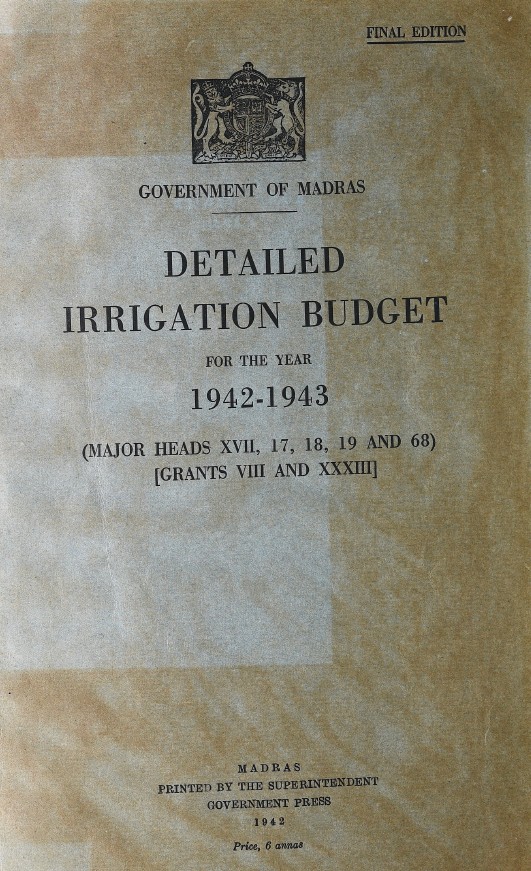 FINAL EDITION
GOVERNMENT OF MADRAS
DETAILED
IRRIGATION BUDGET
FOR THE YEAR
1942-1943
(MAJOR HEADS XVII, 17, 18, 19 AND 68)
[GRANTS VIII AND XXXIII]
MADRAS
PRINTED BY THE SUPERINTENDENT
GOVERNMENT PRESS
1942
Price, 6 annas